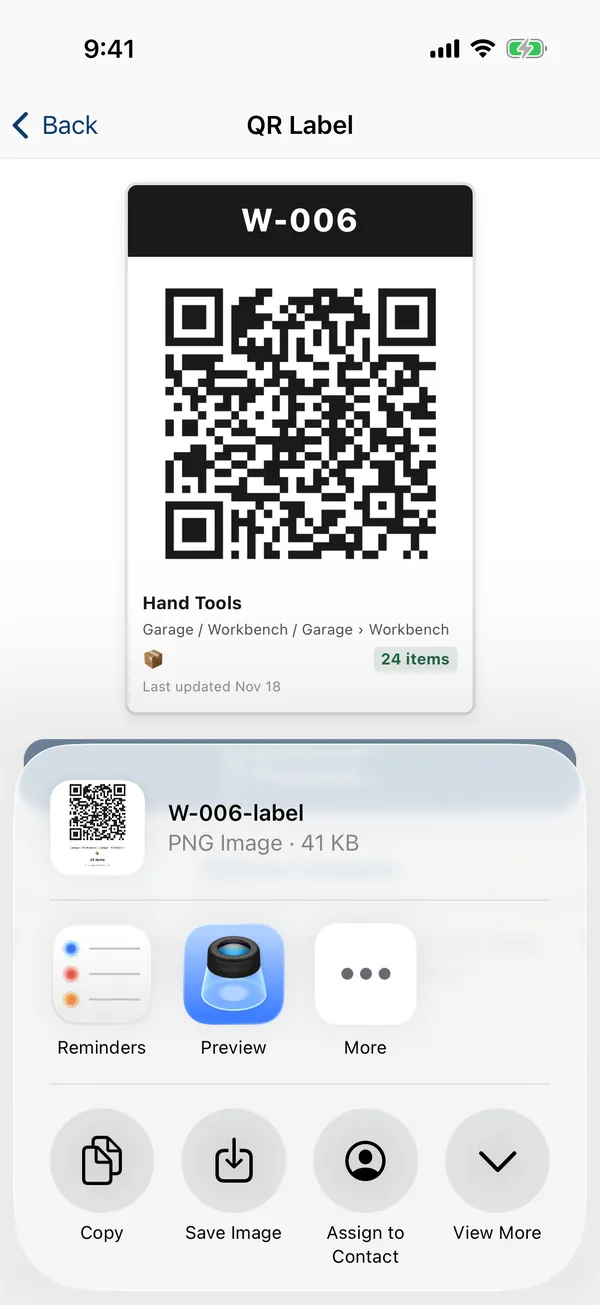 9:41
Back
QR Label
W-006
Hand Tools
Garage / Workbench / Garage › Workbench
24 items
Last updated Nov 18
W-006-label
PNG Image · 41 KB
Reminders
Preview
More
Copy
Save Image
Assign to
Contact
View More